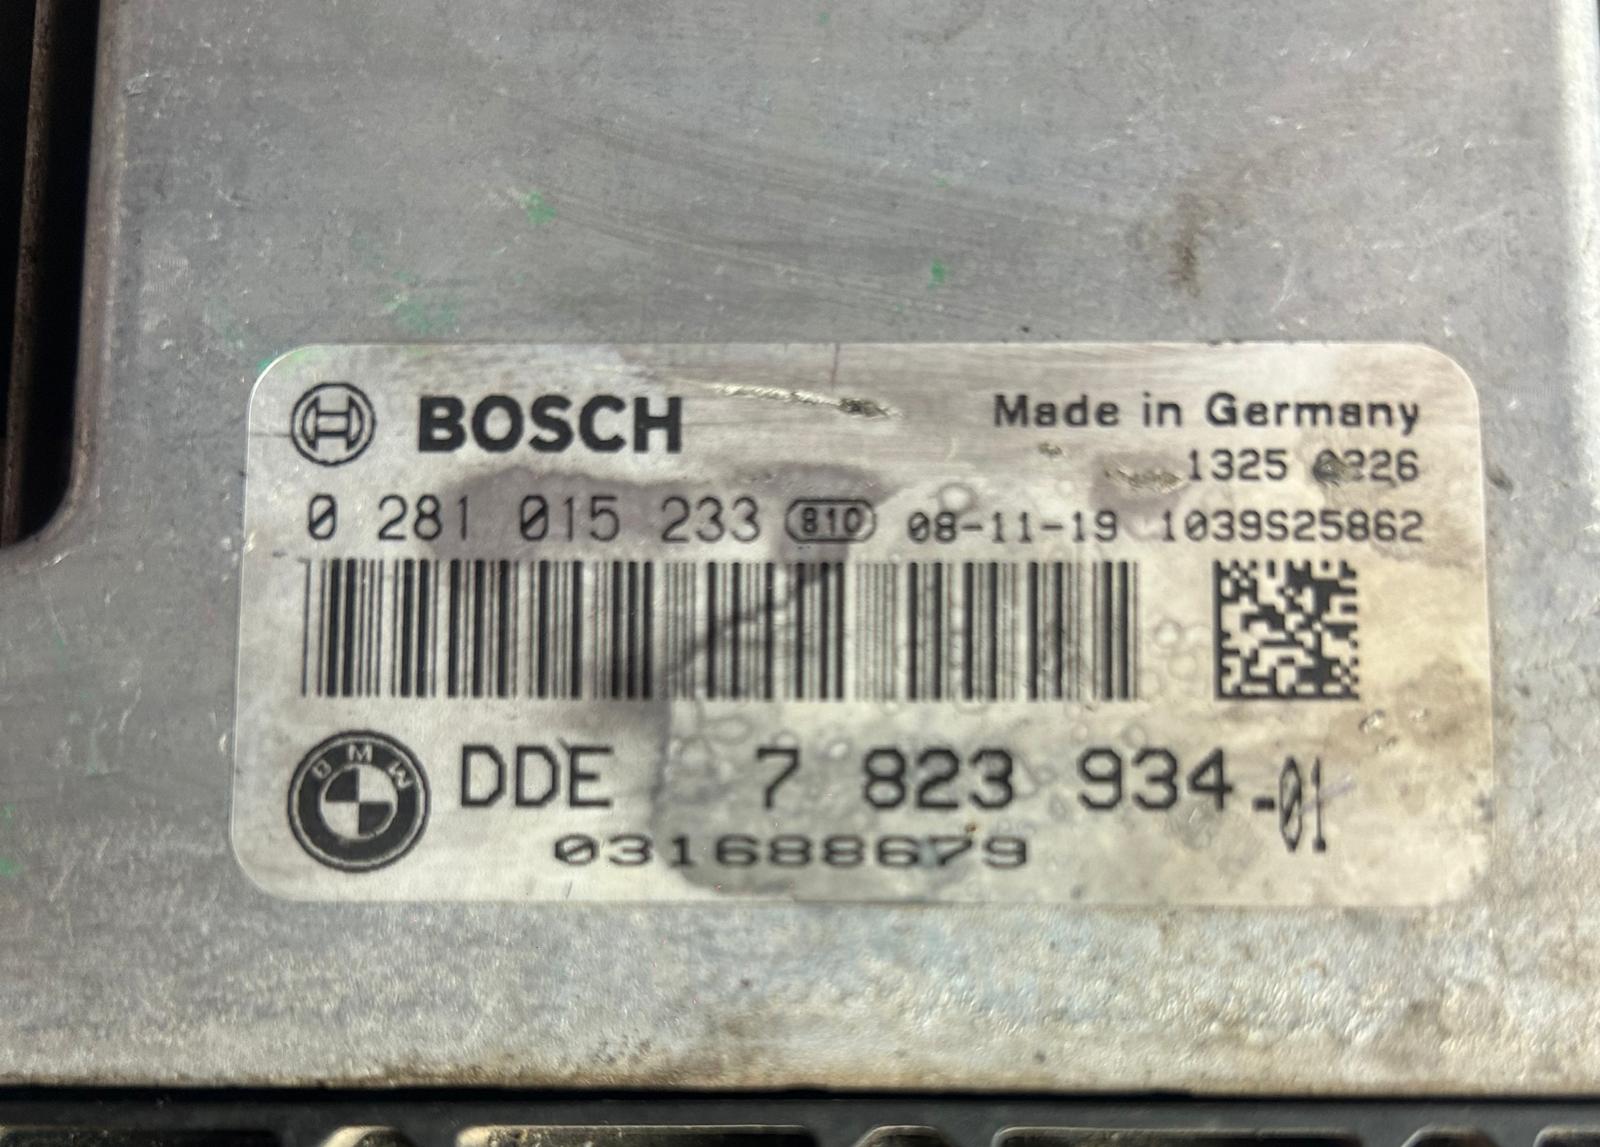 BOSCH
Made in Germany
1325
0 281 015 233 810 08-11-19 1039S25862
BMW
DDE 7 823 934-01
031688679